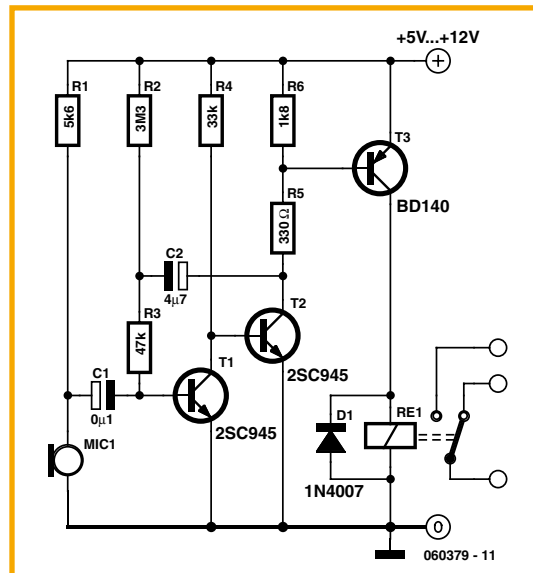 +5V...+12V
+
R1
R2
R4
R6
5k6
3M3
33k
1k8
T3
BD140
R5
330 Ω
C2
4µ7
T2
R3
47k
T1
2SC945
C1
0µ1
2SC945
D1
RE1
MIC1
1N4007
0
060379 - 11